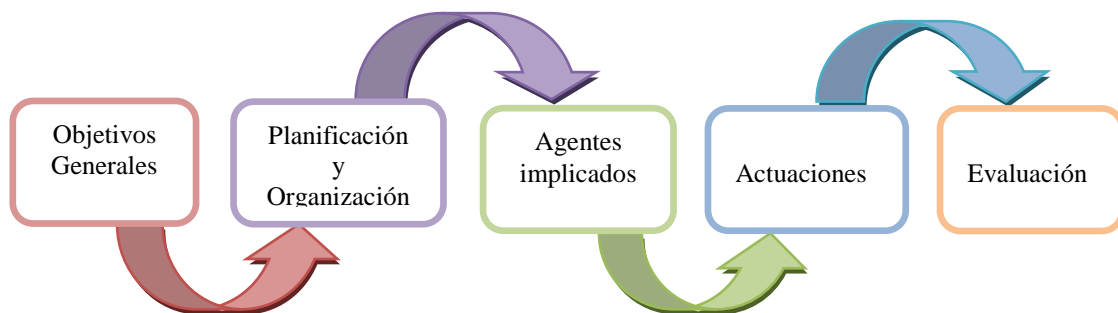 Objetivos
Generales
Planificación
y
Organización
Agentes
implicados
Actuaciones
Evaluación